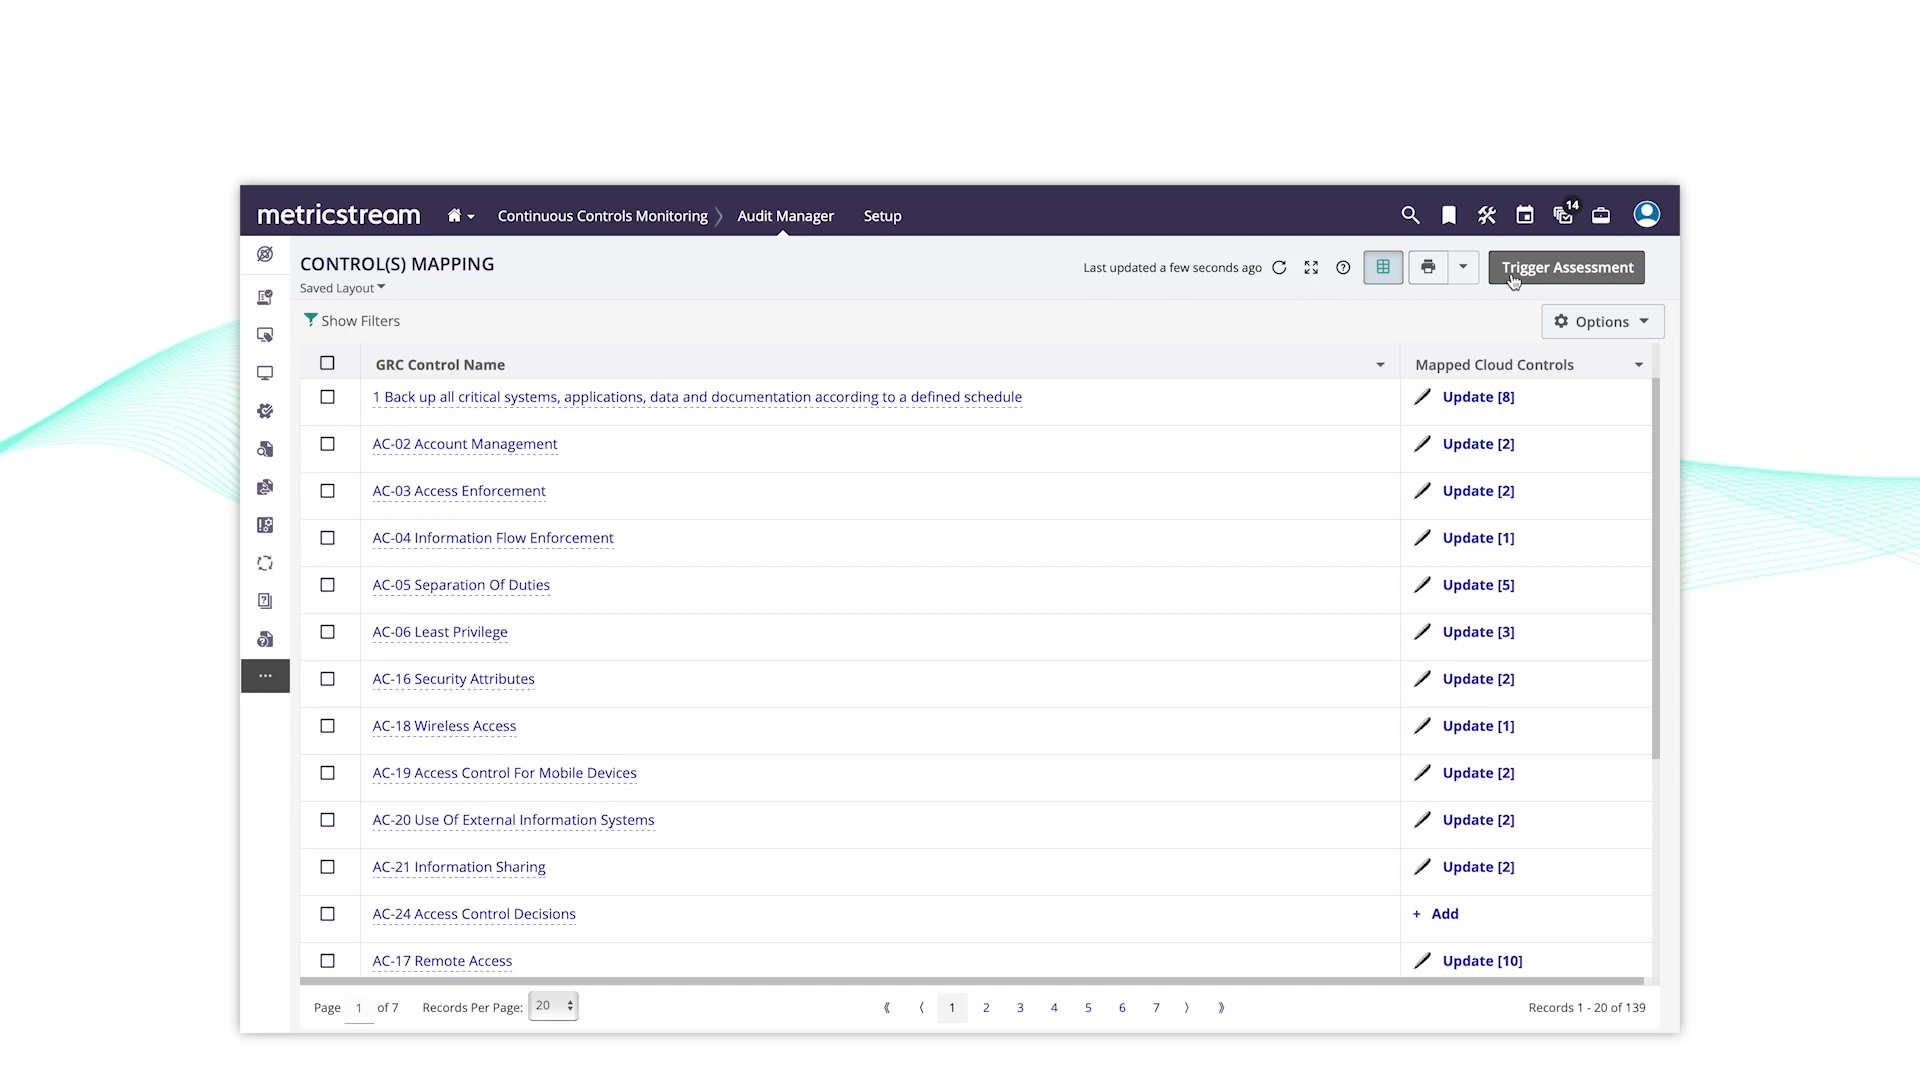 metricstream
Continuous Controls Monitoring
Audit Manager
Setup
14
CONTROL(S) MAPPING
Saved Layout
Last updated a few seconds ago
Trigger Assessment
Show Filters
Options
GRC Control Name
Mapped Cloud Controls
1 Back up all critical systems, applications, data and documentation according to a defined schedule
Update [8]
AC-02 Account Management
Update [2]
AC-03 Access Enforcement
Update [2]
AC-04 Information Flow Enforcement
Update [1]
AC-05 Separation Of Duties
Update [5]
AC-06 Least Privilege
Update [3]
AC-16 Security Attributes
Update [2]
AC-18 Wireless Access
Update [1]
AC-19 Access Control For Mobile Devices
Update [2]
AC-20 Use Of External Information Systems
Update [2]
AC-21 Information Sharing
Update [2]
AC-24 Access Control Decisions
+ Add
AC-17 Remote Access
Update [10]
Page 1 of 7
Records Per Page: 20
⟪ ⟨ 1 2 3 4 5 6 7 ⟩ ⟫
Records 1 - 20 of 139